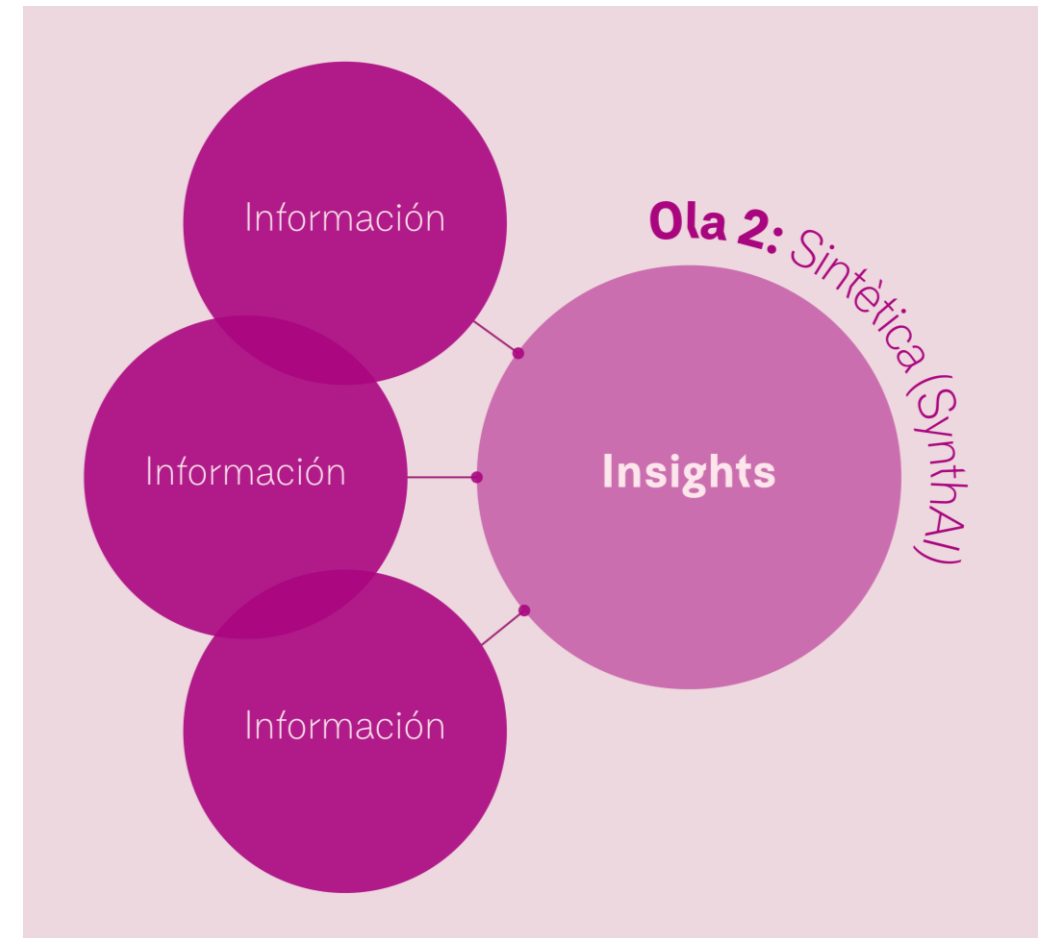 Información
Ola 2: Sintètica (SynthAI)
Información
Insights
Información